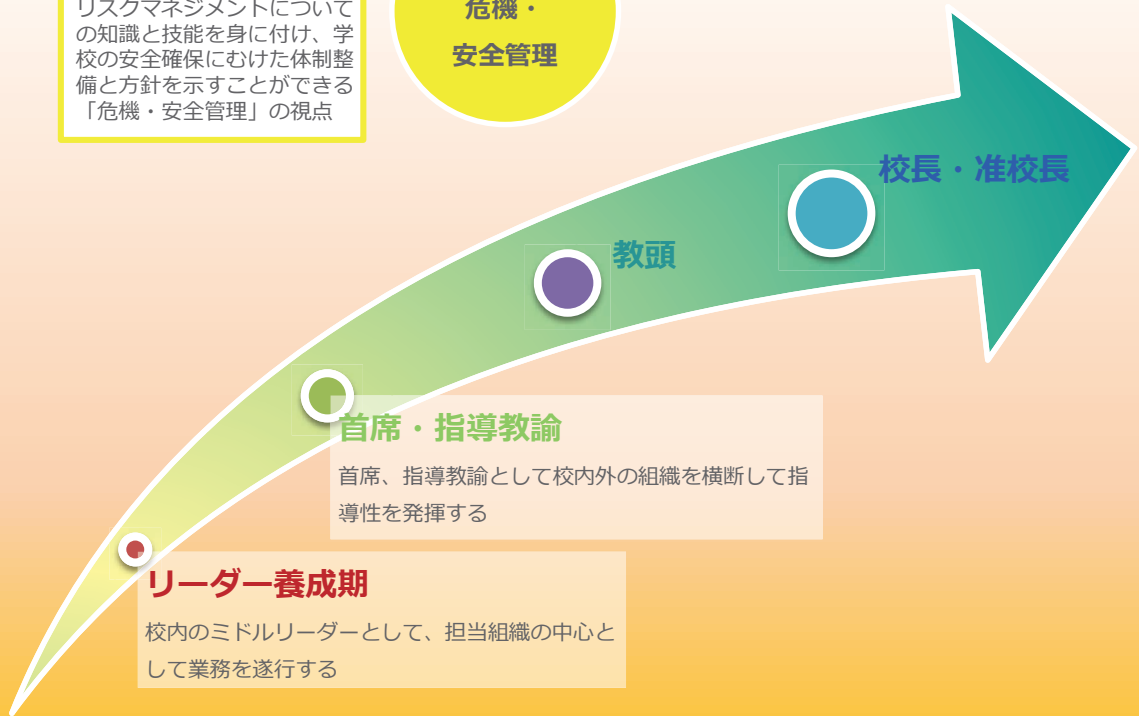 リスクマネジメントについて
の知識と技能を身に付け、学
校の安全確保にむけた体制整
備と方針を示すことができる
「危機・安全管理」の視点
危機・
安全管理
校長・准校長
教頭
首席・指導教諭
首席、指導教諭として校内外の組織を横断して指
導性を発揮する
リーダー養成期
校内のミドルリーダーとして、担当組織の中心と
して業務を遂行する